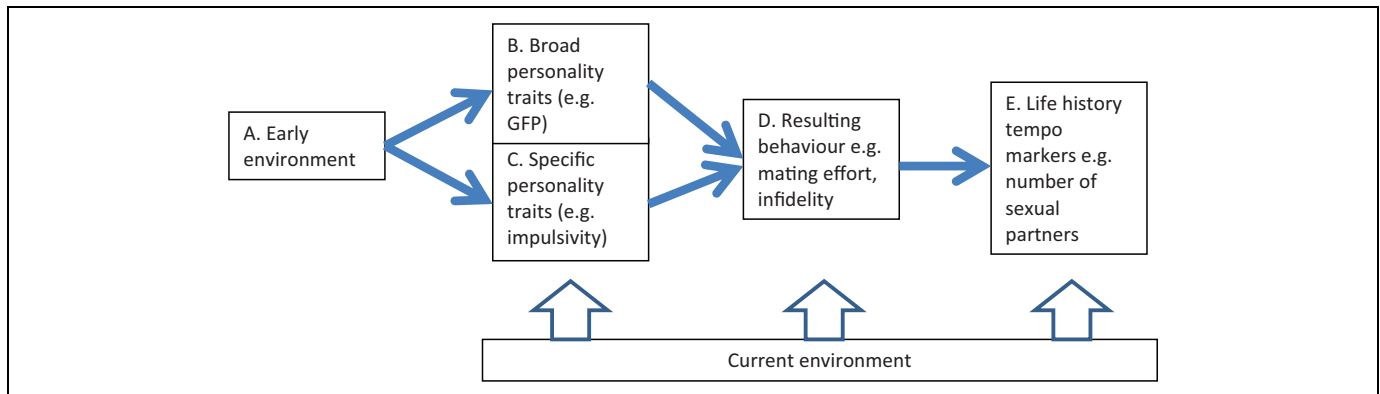 A. Early
environment
B. Broad
personality
traits (e.g.
GFP)
C. Specific
personality
traits (e.g.
impulsivity)
D. Resulting
behaviour e.g.
mating effort,
infidelity
E. Life history
tempo
markers e.g.
number of
sexual
partners
Current environment